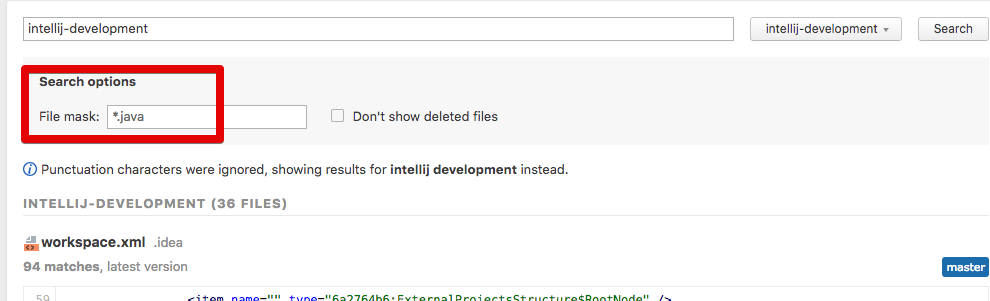 intellij-development
intellij-development
Search
Search options
File mask: *.java
Don't show deleted files
Punctuation characters were ignored, showing results for intellij development instead.
INTELLIJ-DEVELOPMENT (36 FILES)
workspace.xml .idea
94 matches, latest version
master
59 <item name="" type="6a2764b6:ExternalProjectsStructure$RootNode" />